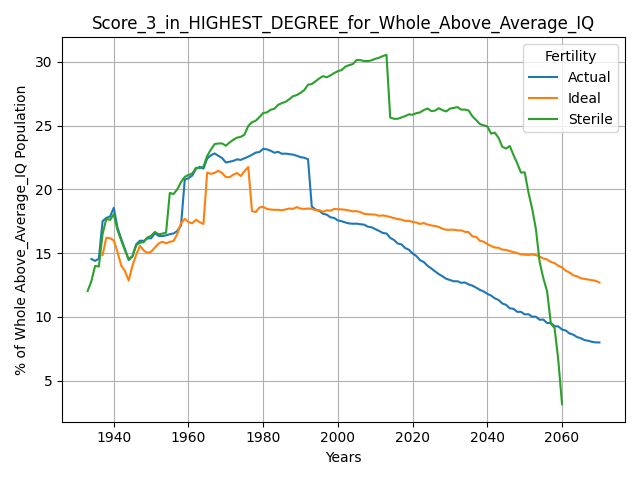 Score_3_in_HIGHEST_DEGREE_for_Whole_Above_Average_IQ
% of Whole Above_Average_IQ Population
30
25
20
15
10
5
Fertility
Actual
Ideal
Sterile
1940 1960 1980 2000 2020 2040 2060
Years